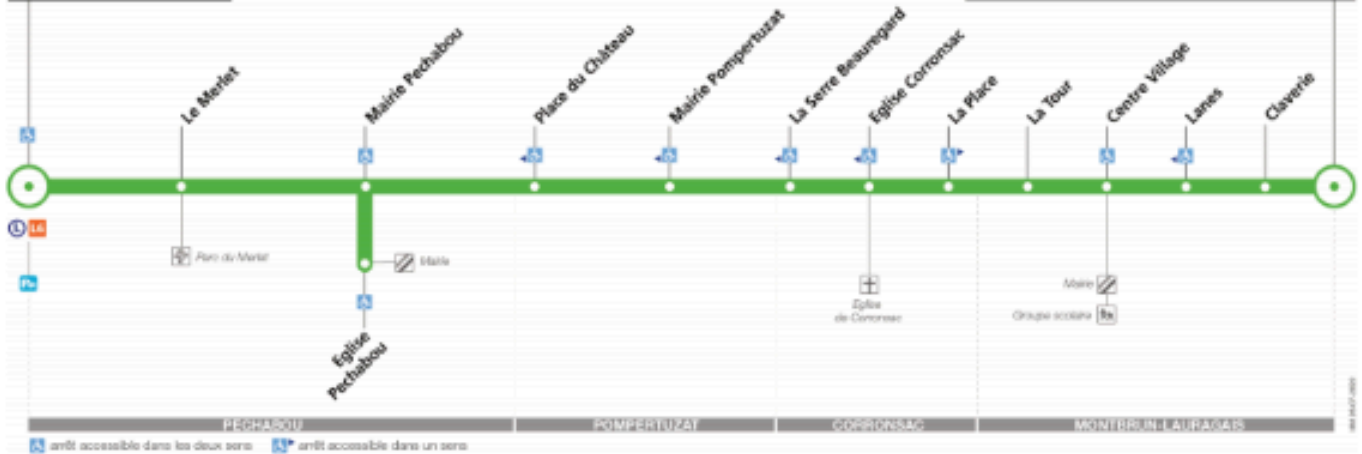 Le Merlet
Mairie Pechabou
Place du Château
Mairie Pompertuzat
La Serre Beauregard
Eglise Corronsac
La Place
La Tour
Centre Village
Lanes
Claverie
L6
Parc du Merlet
Mairie
Eglise
Pechabou
Eglise
de Corronsac
Mairie
Groupe scolaire
PECHABOU
POMPERTUZAT
CORRONSAC
MONTBRUN-LAURAGAIS
arrêt accessible dans les deux sens
arrêt accessible dans un sens